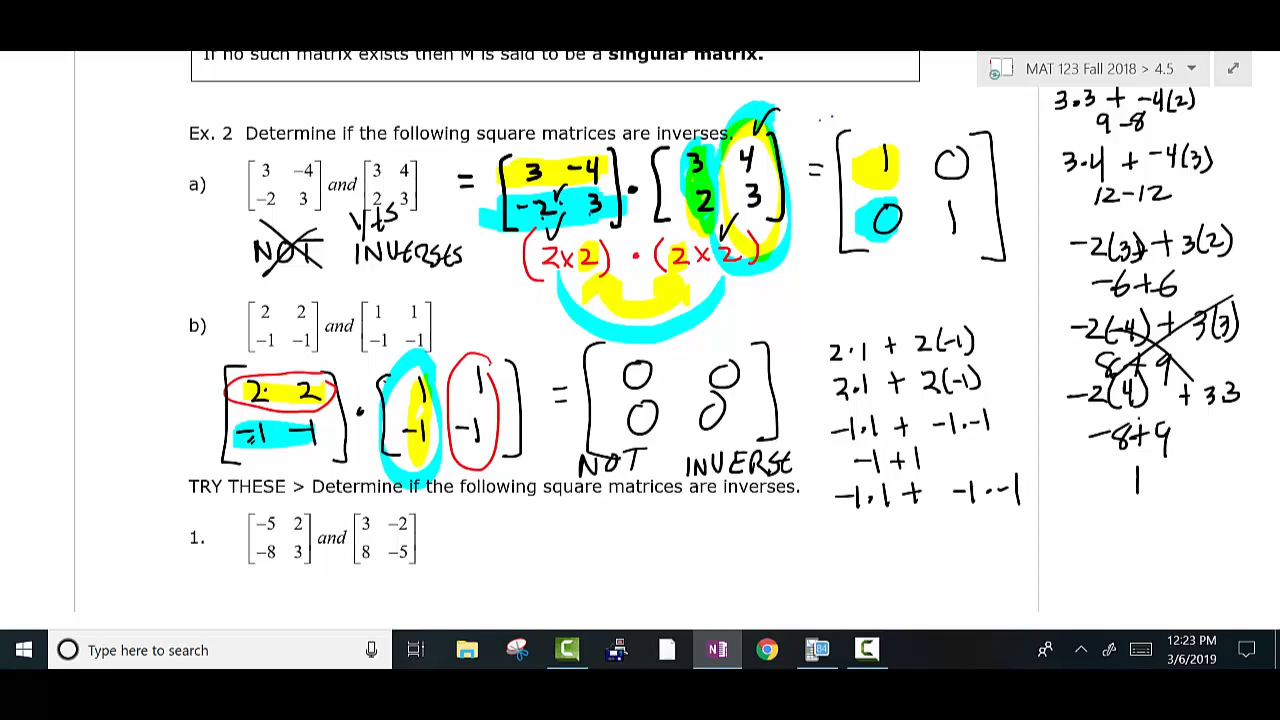 If no such matrix exists then M is said to be a singular matrix.
MAT 123 Fall 2018 > 4.5
Ex. 2 Determine if the following square matrices are inverses.
a) [3 -4] and [3 4] = [3 -4] · [3 4] = [1 0]
[-2 3] [2 3] [-2 3] [2 3] [0 1]
NOT Yts INVERSES
(2x2) · (2x2)
b) [2 2] and [1 1]
[-1 -1] [-1 -1]
[2 2] · [1 1] = [0 0]
[-1 -1] [-1 -1] [0 0]
NOT INVERSE
2·1 + 2(-1)
2·1 + 2(-1)
-1·1 + -1·-1
-1+1
-1·1 + -1·-1
3·3 + -4(2)
9-8
3·4 + -4(3)
12-12
-2(3) + 3(2)
-6+6
-2(-4) + 3(3)
8+9
-2(4) + 3·3
-8+9
1
TRY THESE > Determine if the following square matrices are inverses.
1. [-5 2] and [3 -2]
[-8 3] [8 -5]
Type here to search
84
12:23 PM
3/6/2019